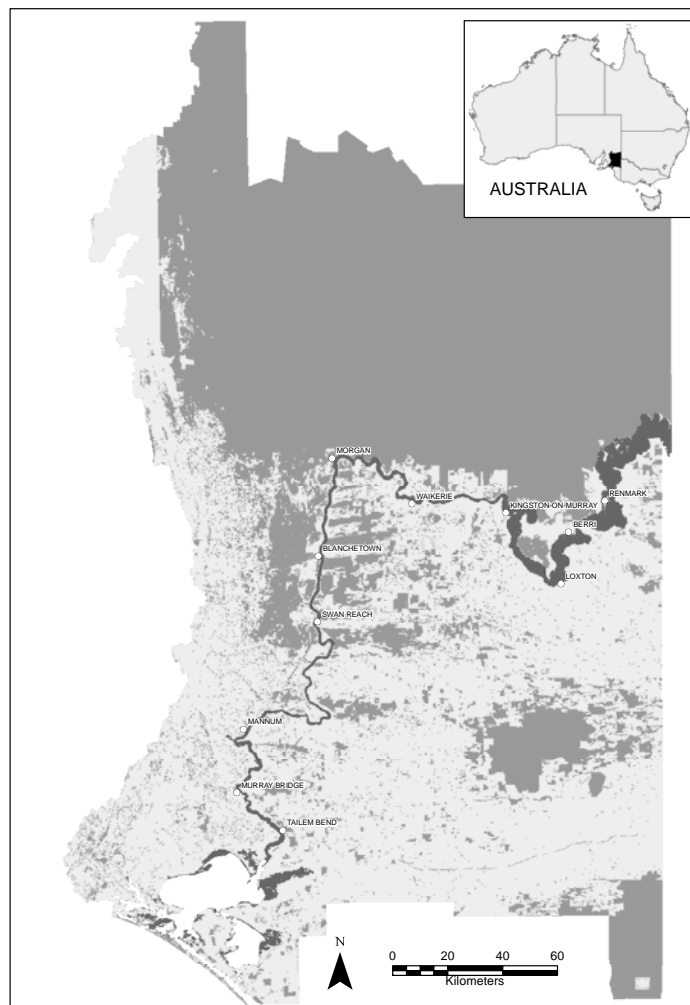 AUSTRALIA
MORGAN
WAIKERIE
RENMARK
KINGSTON-ON-MURRAY
BERRI
BLANCHETOWN
LOXTON
SWAN REACH
MANNUM
MURRAY BRIDGE
TAILEM BEND
N
0 20 40 60
Kilometers